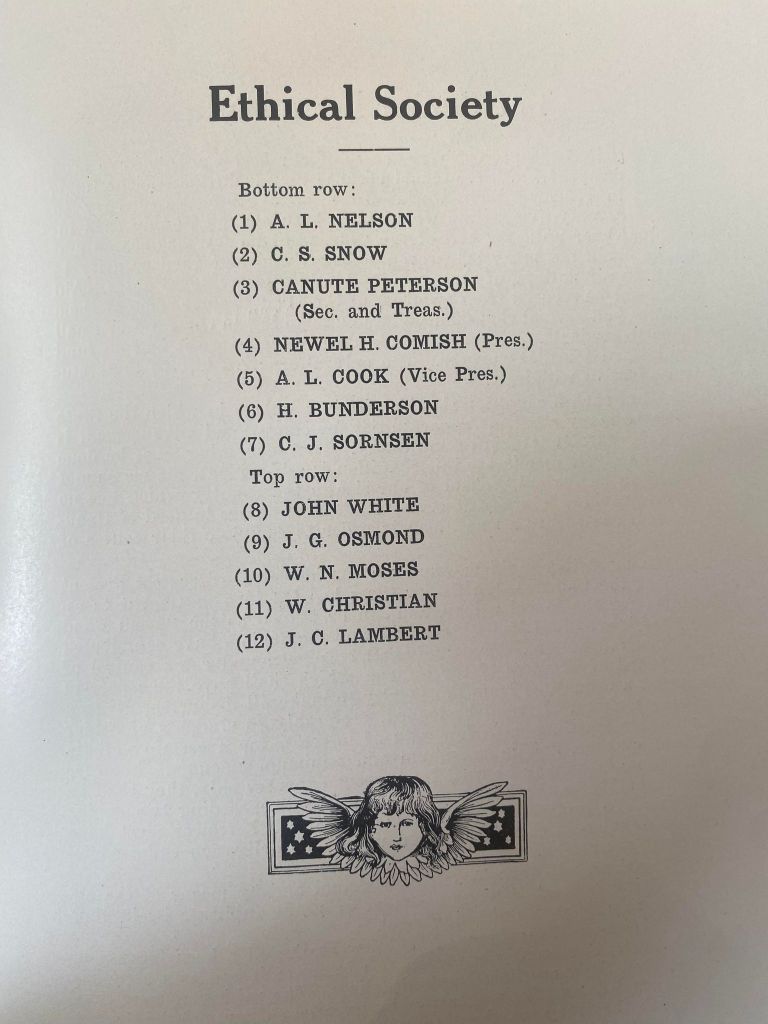 Ethical Society
Bottom row:
(1) A. L. NELSON
(2) C. S. SNOW
(3) CANUTE PETERSON
(Sec. and Treas.)
(4) NEWEL H. COMISH (Pres.)
(5) A. L. COOK (Vice Pres.)
(6) H. BUNDERSON
(7) C. J. SORNSEN
Top row:
(8) JOHN WHITE
(9) J. G. OSMOND
(10) W. N. MOSES
(11) W. CHRISTIAN
(12) J. C. LAMBERT